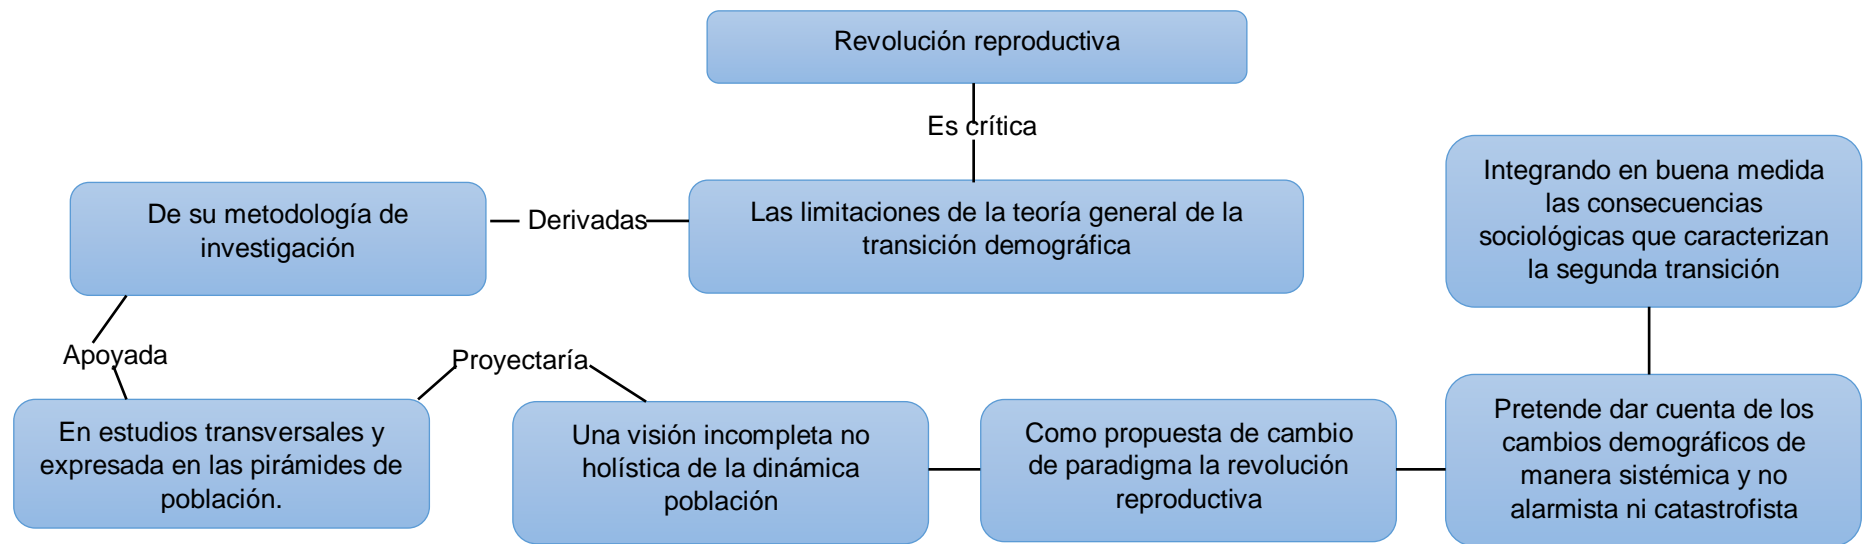 Revolución reproductiva
Es crítica
Las limitaciones de la teoría general de la
transición demográfica
Derivadas
De su metodología de
investigación
Apoyada
En estudios transversales y
expresada en las pirámides de
población.
Proyectaría
Una visión incompleta no
holística de la dinámica
población
Como propuesta de cambio
de paradigma la revolución
reproductiva
Pretende dar cuenta de los
cambios demográficos de
manera sistémica y no
alarmista ni catastrofista
Integrando en buena medida
las consecuencias
sociológicas que caracterizan
la segunda transición